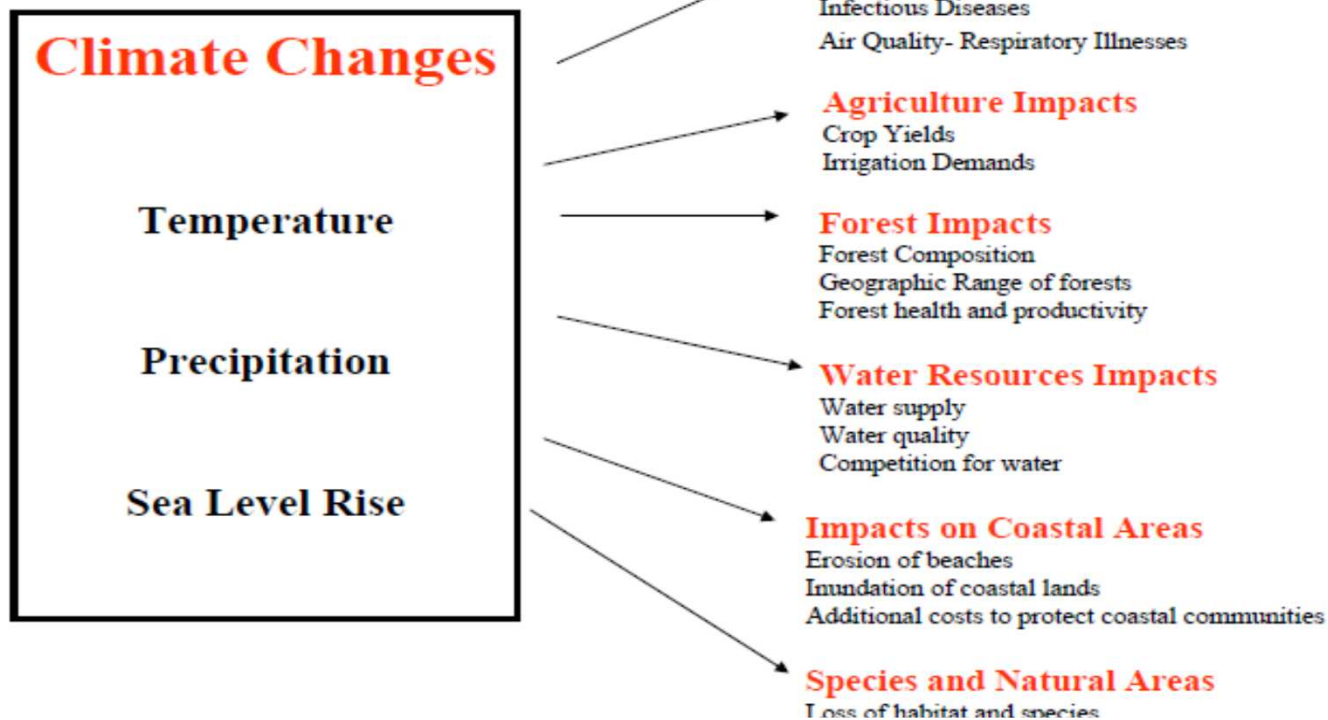 Climate Changes
Temperature
Precipitation
Sea Level Rise
Infectious Diseases
Air Quality- Respiratory Illnesses
Agriculture Impacts
Crop Yields
Irrigation Demands
Forest Impacts
Forest Composition
Geographic Range of forests
Forest health and productivity
Water Resources Impacts
Water supply
Water quality
Competition for water
Impacts on Coastal Areas
Erosion of beaches
Inundation of coastal lands
Additional costs to protect coastal communities
Species and Natural Areas
Loss of habitat and species